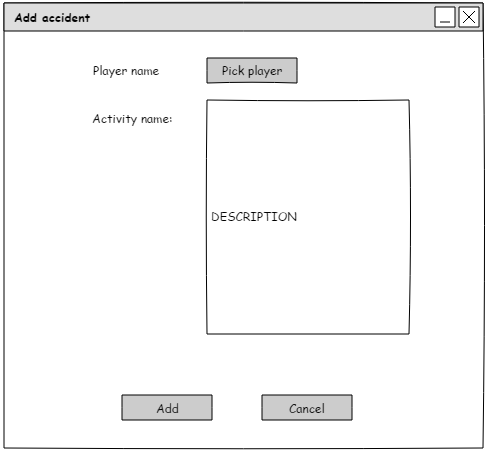 Add accident
Player name
Pick player
Activity name:
DESCRIPTION
Add
Cancel